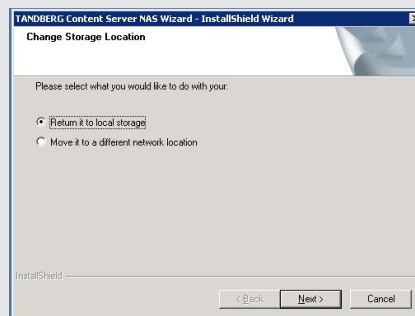 TANDBERG Content Server NAS Wizard - InstallShield Wizard
Change Storage Location
Please select what you would like to do with your:
Return it to local storage
Move it to a different network location
InstallShield
< Back
Next >
Cancel